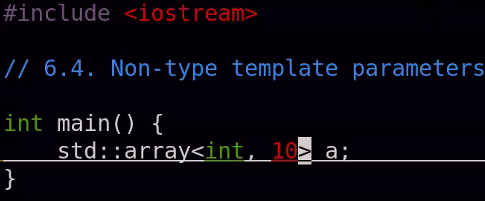 #include <iostream>
// 6.4. Non-type template parameters
int main() {
    std::array<int, 10> a;
}